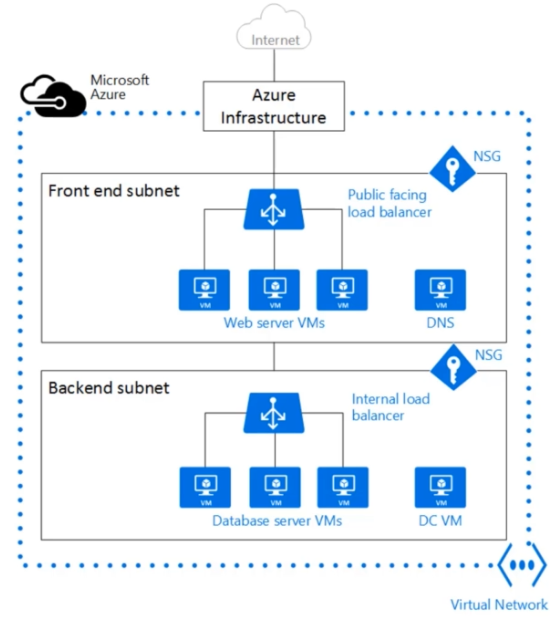 Internet
Microsoft
Azure
Azure
Infrastructure
NSG
Front end subnet
Public facing
load balancer
VM
VM
VM
VM
Web server VMs
DNS
NSG
Backend subnet
Internal load
balancer
VM
VM
VM
VM
Database server VMs
DC VM
Virtual Network